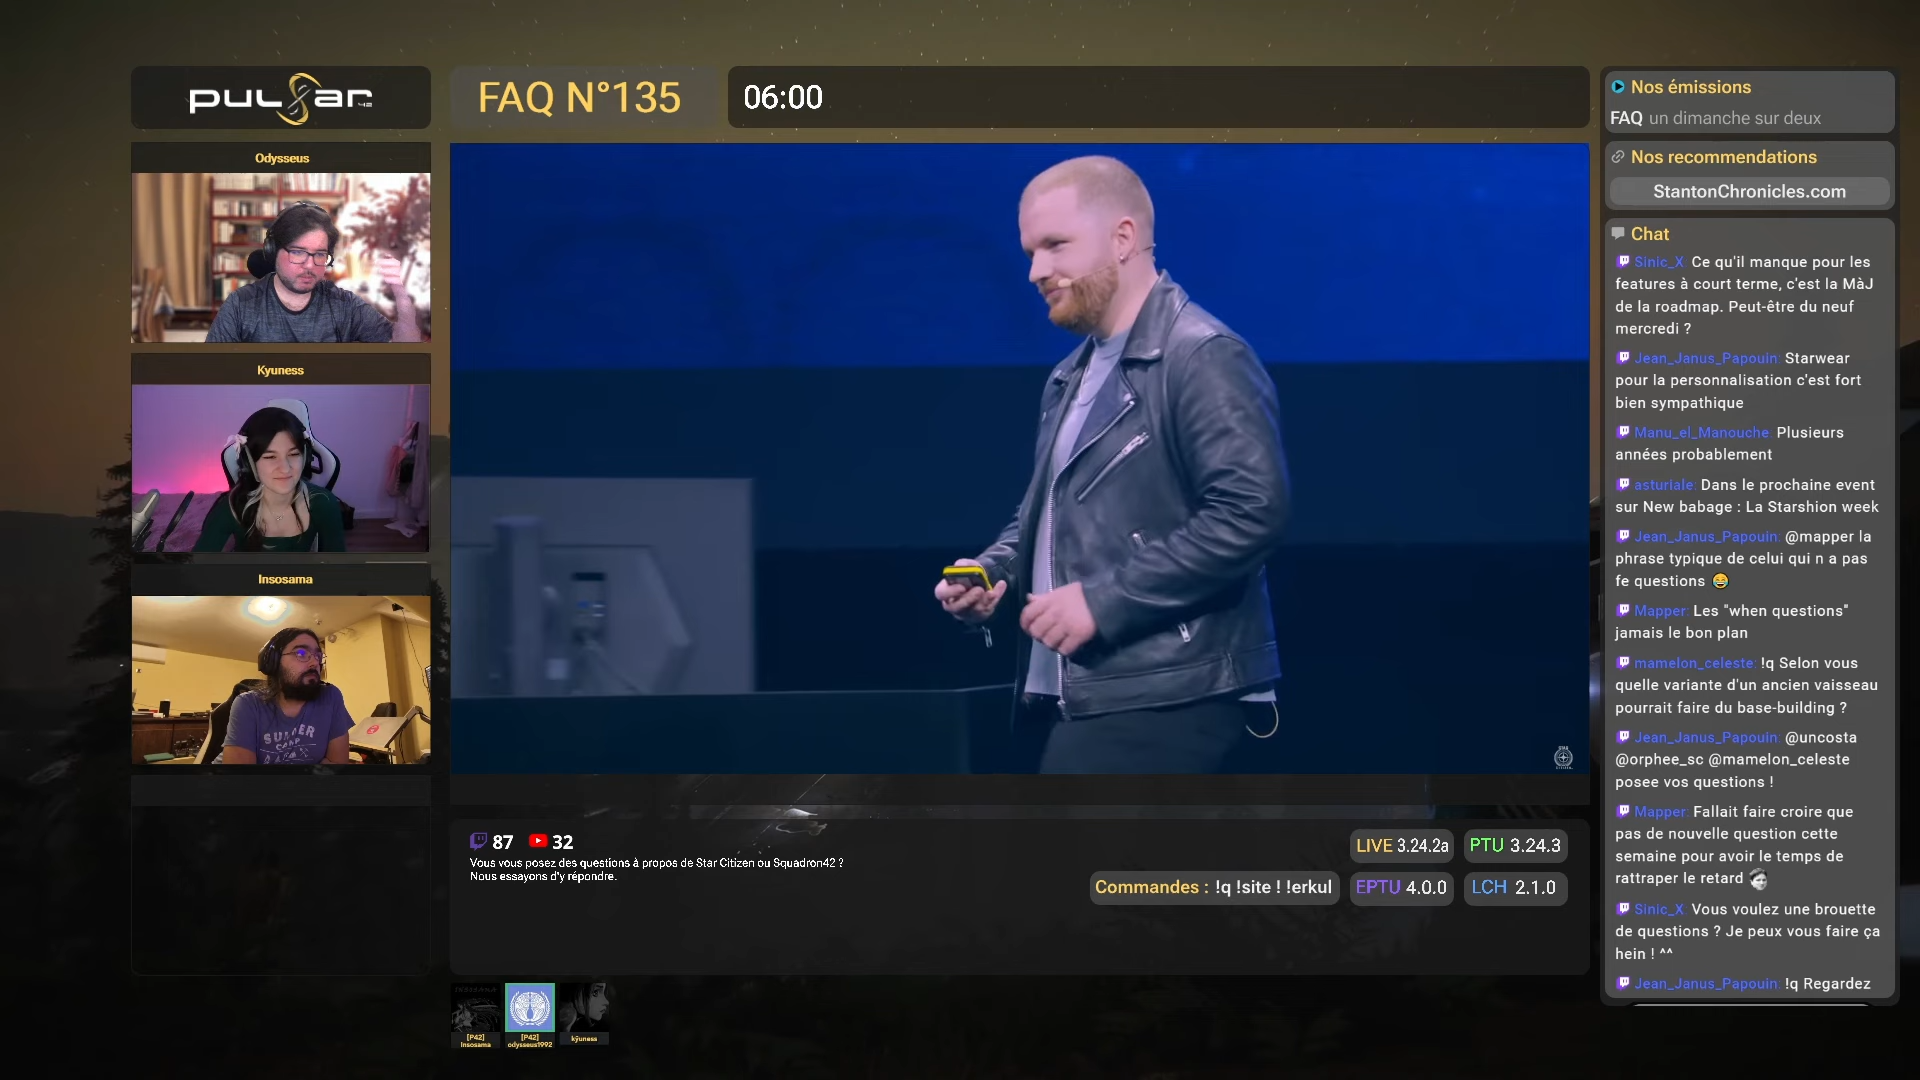 pulsar 42
FAQ N°135
06:00
Odysseus
Kyuness
Insosama
SUMMER
CAMP
Nos émissions
FAQ un dimanche sur deux
Nos recommendations
StantonChronicles.com
Chat
Sinic_X: Ce qu'il manque pour les
features à court terme, c'est la MàJ
de la roadmap. Peut-être du neuf
mercredi ?
Jean_Janus_Papouin: Starwear
pour la personnalisation c'est fort
bien sympathique
Manu_el_Manouche: Plusieurs
années probablement
asturiale: Dans le prochaine event
sur New babage : La Starshion week
Jean_Janus_Papouin: @mapper la
phrase typique de celui qui n a pas
fe questions 😂
Mapper: Les "when questions"
jamais le bon plan
mamelon_celeste: !q Selon vous
quelle variante d'un ancien vaisseau
pourrait faire du base-building ?
Jean_Janus_Papouin: @uncosta
@orphee_sc @mamelon_celeste
posee vos questions !
Mapper: Fallait faire croire que
pas de nouvelle question cette
semaine pour avoir le temps de
rattraper le retard
Sinic_X: Vous voulez une brouette
de questions ? Je peux vous faire ça
hein ! ^^
Jean_Janus_Papouin: !q Regardez
87 32
Vous vous posez des questions à propos de Star Citizen ou Squadron42 ?
Nous essayons d'y répondre.
LIVE 3.24.2a
PTU 3.24.3
Commandes : !q !site ! !erkul
EPTU 4.0.0
LCH 2.1.0
[P42]
Insosama
[P42]
odysseus1992
kÿuness